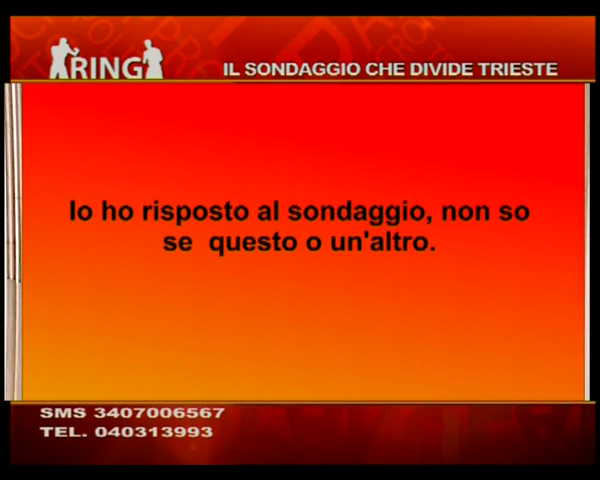 RING
IL SONDAGGIO CHE DIVIDE TRIESTE
Io ho risposto al sondaggio, non so
se questo o un'altro.
SMS 3407006567
TEL. 040313993